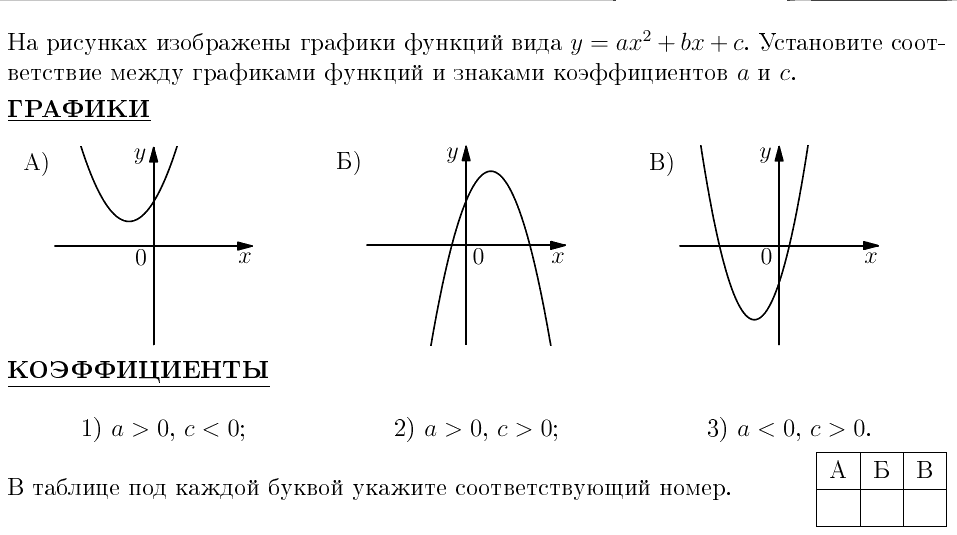 На рисунках изображены графики функций вида y = ax² + bx + c. Установите соот-
ветствие между графиками функций и знаками коэффициентов a и c.
ГРАФИКИ
А) y 0 x Б) y 0 x В) y 0 x
КОЭФФИЦИЕНТЫ
1) a > 0, c < 0; 2) a > 0, c > 0; 3) a < 0, c > 0.
А Б В
В таблице под каждой буквой укажите соответствующий номер.